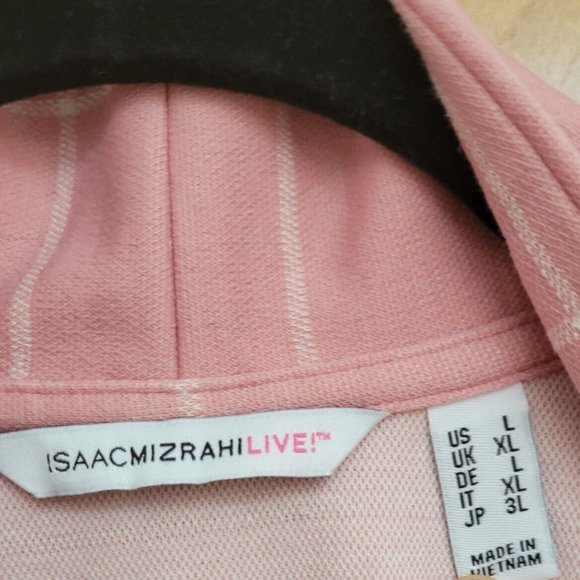 ISAACMIZRAHILIVE!™
US L
UK XL
DE L
IT XL
JP 3L
MADE IN
VIETNAM